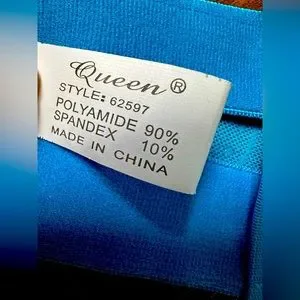 Queen ®
STYLE: 62597
POLYAMIDE 90%
SPANDEX 10%
MADE IN CHINA